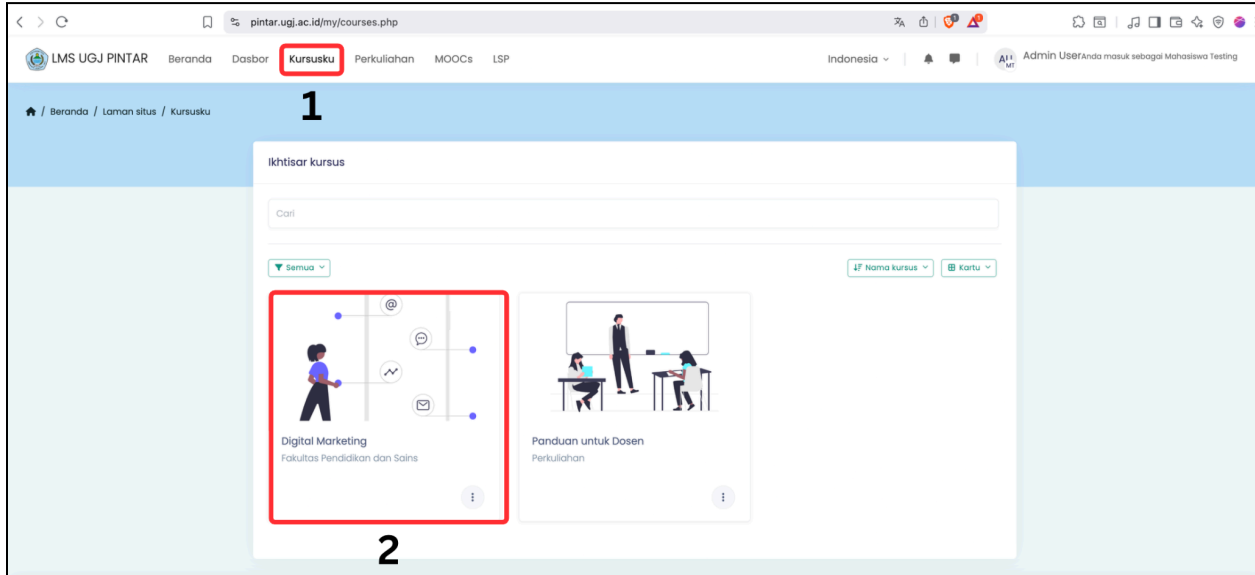 pintar.ugj.ac.id/my/courses.php
LMS UGJ PINTAR Beranda Dasbor Kursusku Perkuliahan MOOCs LSP Indonesia Admin User Anda masuk sebagai Mahasiswa Testing
1
/ Beranda / Laman situs / Kursusku
Ikhtisar kursus
Cari
Semua Nama kursus Kartu
@
Digital Marketing
Fakultas Pendidikan dan Sains
Panduan untuk Dosen
Perkuliahan
2